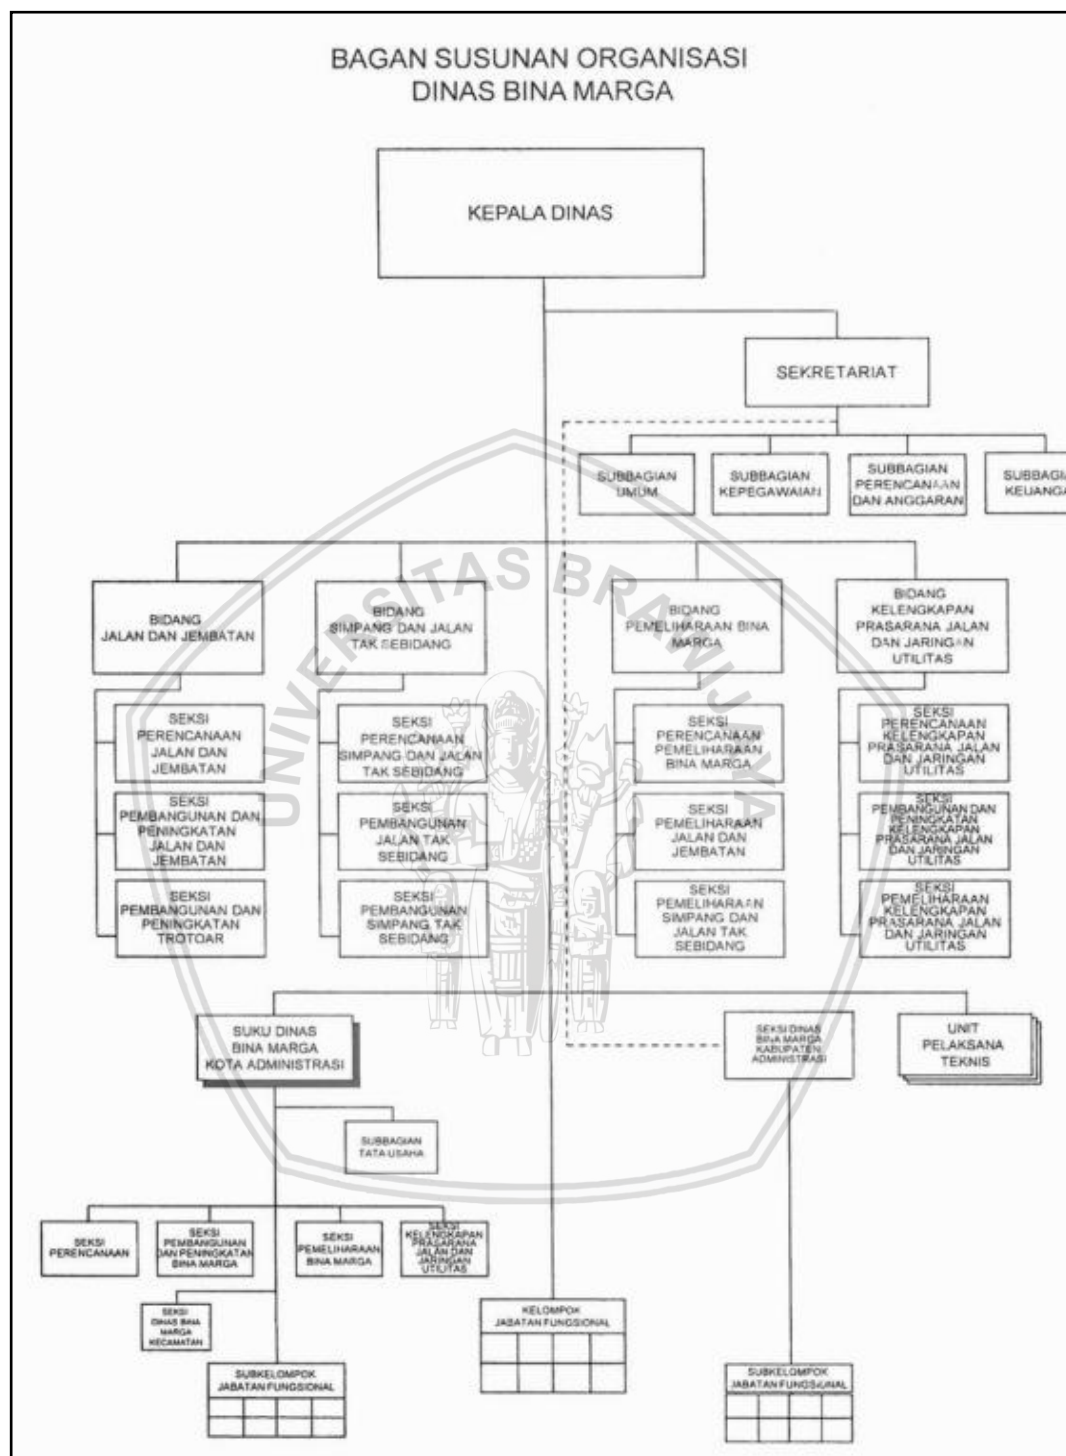 BAGAN SUSUNAN ORGANISASI
DINAS BINA MARGA
KEPALA DINAS
SEKRETARIAT
SUBBAGIAN
UMUM
SUBBAGIAN
KEPEGAWAIAN
SUBBAGIAN
PERENCANAAN
DAN ANGGARAN
SUBBAGI
KEUANGA
BIDANG
JALAN DAN JEMBATAN
BIDANG
SIMPANG DAN JALAN
TAK SEBIDANG
BIDANG
PEMELIHARAAN BINA
MARGA
BIDANG
KELENGKAPAN
PRASARANA JALAN
DAN JARINGAN
UTILITAS
SEKSI
PERENCANAAN
JALAN DAN
JEMBATAN
SEKSI
PERENCANAAN
SIMPANG DAN JALAN
TAK SEBIDANG
SEKSI
PERENCANAAN
PEMELIHARAAN
BINA MARGA
SEKSI
PERENCANAAN
KELENGKAPAN
PRASARANA JALAN
DAN JARINGAN
UTILITAS
SEKSI
PEMBANGUNAN DAN
PENINGKATAN
JALAN DAN
JEMBATAN
SEKSI
PEMBANGUNAN
JALAN TAK
SEBIDANG
SEKSI
PEMELIHARAAN
JALAN DAN
JEMBATAN
SEKSI
PEMBANGUNAN DAN
PENINGKATAN
KELENGKAPAN
PRASARANA JALAN
DAN JARINGAN
UTILITAS
SEKSI
PEMBANGUNAN DAN
PENINGKATAN
TROTOAR
SEKSI
PEMBANGUNAN
SIMPANG TAK
SEBIDANG
SEKSI
PEMELIHARAAN
SIMPANG DAN
JALAN TAK
SEBIDANG
SEKSI
PEMELIHARAAN
KELENGKAPAN
PRASARANA JALAN
DAN JARINGAN
UTILITAS
SUKU DINAS
BINA MARGA
KOTA ADMINISTRASI
SEKSI DINAS
BINA MARGA
KABUPATEN
ADMINISTRASI
UNIT
PELAKSANA
TEKNIS
SUBBAGIAN
TATA USAHA
SEKSI
PERENCANAAN
SEKSI
PEMBANGUNAN
DAN PENINGKATAN
BINA MARGA
SEKSI
PEMELIHARAAN
BINA MARGA
SEKSI
KELENGKAPAN
PRASARANA
JALAN DAN
JARINGAN
UTILITAS
SEKSI
DINAS BINA
MARGA
KECAMATAN
KELOMPOK
JABATAN FUNGSIONAL
SUBKELOMPOK
JABATAN FUNGSIONAL
SUBKELOMPOK
JABATAN FUNGSIONAL
UNIVERSITAS BRAWIJAYA